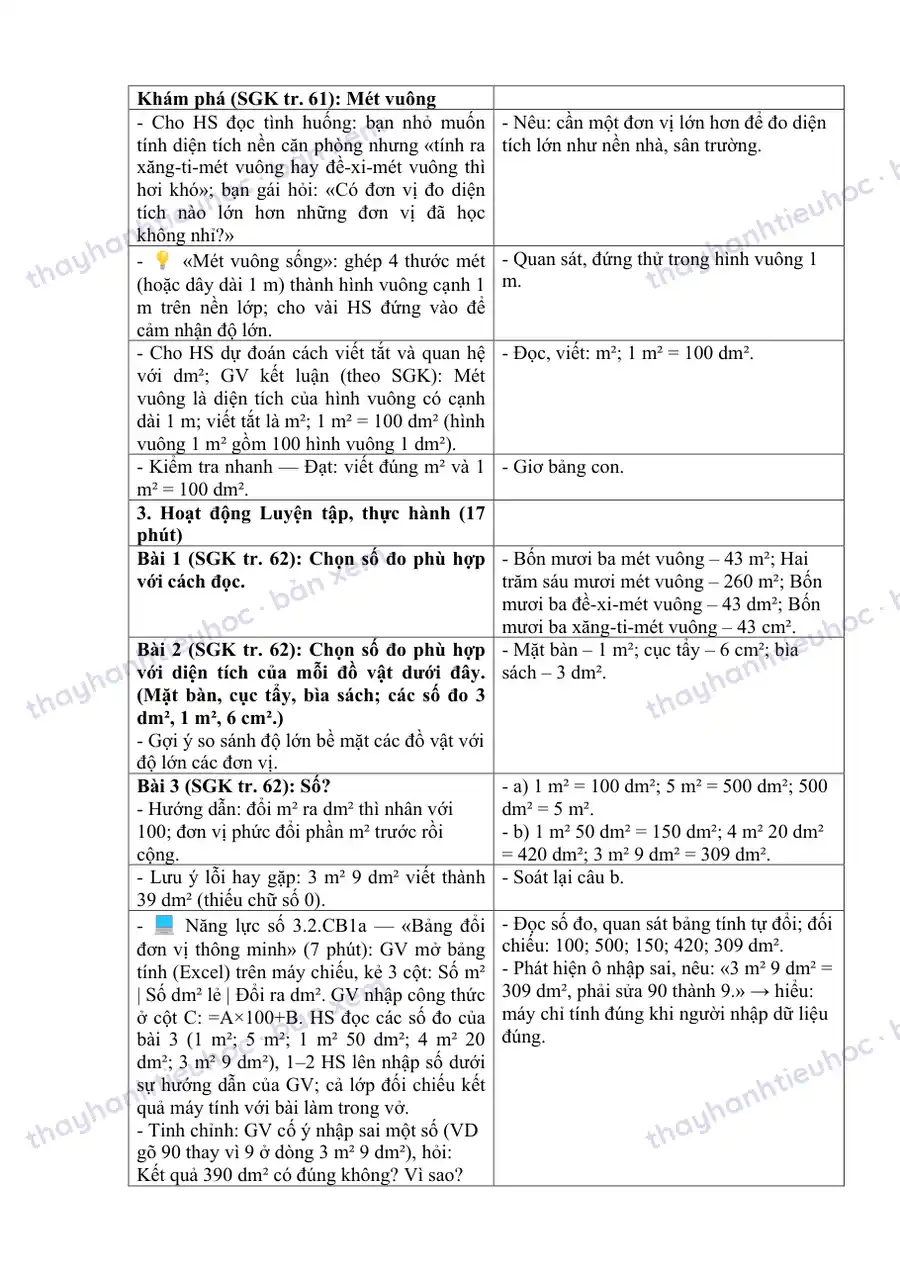 Khám phá (SGK tr. 61): Mét vuông
- Cho HS đọc tình huống: bạn nhỏ muốn
tính diện tích nền căn phòng nhưng «tính ra
xăng-ti-mét vuông hay đề-xi-mét vuông thì
hơi khó»; bạn gái hỏi: «Có đơn vị đo diện
tích nào lớn hơn những đơn vị đã học
không nhỉ?»
- Nêu: cần một đơn vị lớn hơn để đo diện
tích lớn như nền nhà, sân trường.
- 💡 «Mét vuông sống»: ghép 4 thước mét
(hoặc dây dài 1 m) thành hình vuông cạnh 1
m trên nền lớp; cho vài HS đứng vào để
cảm nhận độ lớn.
- Quan sát, đứng thử trong hình vuông 1
m.
- Cho HS dự đoán cách viết tắt và quan hệ
với dm²; GV kết luận (theo SGK): Mét
vuông là diện tích của hình vuông có cạnh
dài 1 m; viết tắt là m²; 1 m² = 100 dm² (hình
vuông 1 m² gồm 100 hình vuông 1 dm²).
- Đọc, viết: m²; 1 m² = 100 dm².
- Kiểm tra nhanh — Đạt: viết đúng m² và 1
m² = 100 dm².
- Giơ bảng con.
3. Hoạt động Luyện tập, thực hành (17
phút)
Bài 1 (SGK tr. 62): Chọn số đo phù hợp
với cách đọc.
- Bốn mươi ba mét vuông – 43 m²; Hai
trăm sáu mươi mét vuông – 260 m²; Bốn
mươi ba đề-xi-mét vuông – 43 dm²; Bốn
mươi ba xăng-ti-mét vuông – 43 cm².
Bài 2 (SGK tr. 62): Chọn số đo phù hợp
với diện tích của mỗi đồ vật dưới đây.
(Mặt bàn, cục tẩy, bìa sách; các số đo 3
dm², 1 m², 6 cm².)
- Gợi ý so sánh độ lớn bề mặt các đồ vật với
độ lớn các đơn vị.
- Mặt bàn – 1 m²; cục tẩy – 6 cm²; bìa
sách – 3 dm².
Bài 3 (SGK tr. 62): Số?
- Hướng dẫn: đổi m² ra dm² thì nhân với
100; đơn vị phức đổi phần m² trước rồi
cộng.
- a) 1 m² = 100 dm²; 5 m² = 500 dm²; 500
dm² = 5 m².
- b) 1 m² 50 dm² = 150 dm²; 4 m² 20 dm²
= 420 dm²; 3 m² 9 dm² = 309 dm².
- Lưu ý lỗi hay gặp: 3 m² 9 dm² viết thành
39 dm² (thiếu chữ số 0).
- Soát lại câu b.
- 💻 Năng lực số 3.2.CB1a — «Bảng đổi
đơn vị thông minh» (7 phút): GV mở bảng
tính (Excel) trên máy chiếu, kẻ 3 cột: Số m²
| Số dm² lẻ | Đổi ra dm². GV nhập công thức
ở cột C: =A×100+B. HS đọc các số đo của
bài 3 (1 m²; 5 m²; 1 m² 50 dm²; 4 m² 20
dm²; 3 m² 9 dm²), 1–2 HS lên nhập số dưới
sự hướng dẫn của GV; cả lớp đối chiếu kết
quả máy tính với bài làm trong vở.
- Tinh chỉnh: GV cố ý nhập sai một số (VD
gõ 90 thay vì 9 ở dòng 3 m² 9 dm²), hỏi:
Kết quả 390 dm² có đúng không? Vì sao?
- Đọc số đo, quan sát bảng tính tự đổi; đối
chiếu: 100; 500; 150; 420; 309 dm².
- Phát hiện ô nhập sai, nêu: «3 m² 9 dm² =
309 dm², phải sửa 90 thành 9.» → hiểu:
máy chỉ tính đúng khi người nhập dữ liệu
đúng.
thayhanhtieuhoc · bản xem
thayhanhtieuhoc · b
thayhanhtieuhoc · bản xem
thayhanhtieuhoc · b
thayhanhtieuhoc · bản xem
thayhanhtieuhoc · b